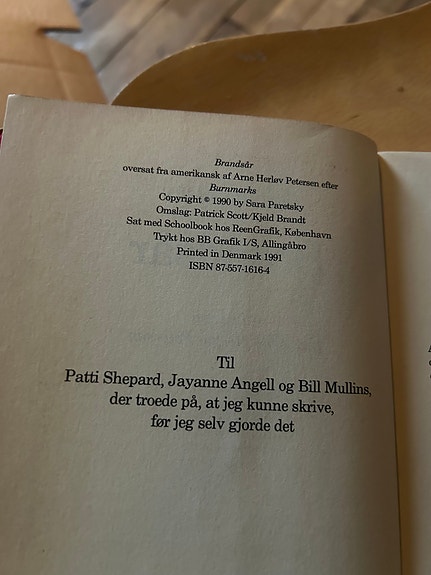 Brandsår
oversat fra amerikansk af Arne Herløv Petersen efter
Burnmarks
Copyright © 1990 by Sara Paretsky
Omslag: Patrick Scott/Kjeld Brandt
Sat med Schoolbook hos ReenGrafik, København
Trykt hos BB Grafik I/S, Allingåbro
Printed in Denmark 1991
ISBN 87-557-1616-4
Til
Patti Shepard, Jayanne Angell og Bill Mullins,
der troede på, at jeg kunne skrive,
før jeg selv gjorde det